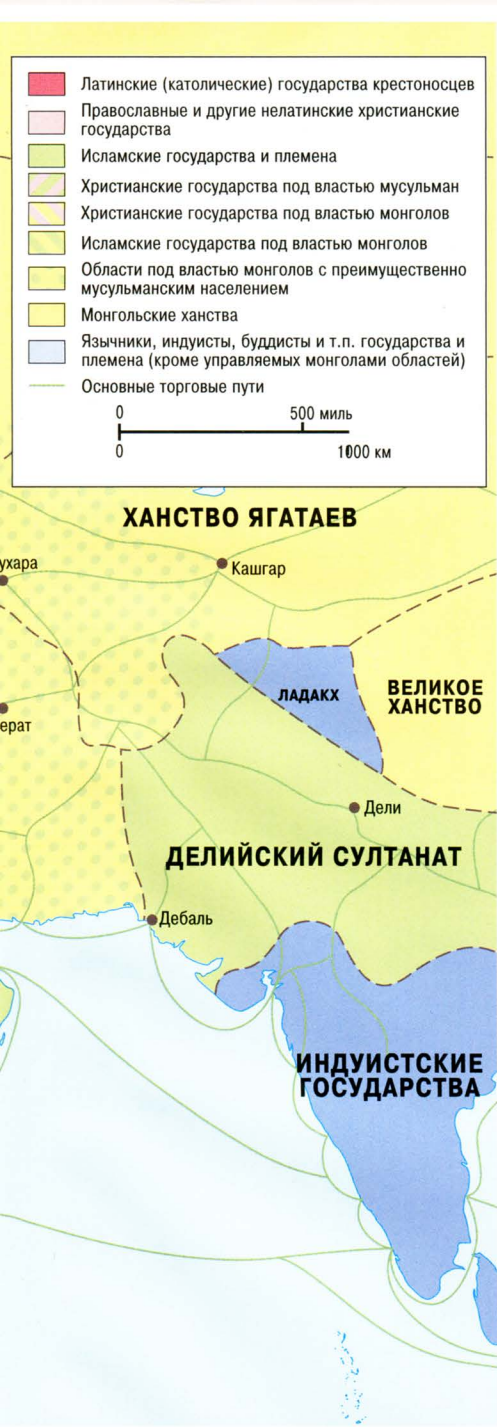 Латинские (католические) государства крестоносцев
Православные и другие нелатинские христианские
государства
Исламские государства и племена
Христианские государства под властью мусульман
Христианские государства под властью монголов
Исламские государства под властью монголов
Области под властью монголов с преимущественно
мусульманским населением
Монгольские ханства
Язычники, индуисты, буддисты и т.п. государства и
племена (кроме управляемых монголами областей)
Основные торговые пути
0 500 миль
0 1000 км
ХАНСТВО ЯГАТАЕВ
ухара
Кашгар
ЛАДАКХ
ВЕЛИКОЕ
ХАНСТВО
ерат
Дели
ДЕЛИЙСКИЙ СУЛТАНАТ
Дебаль
ИНДУИСТСКИЕ
ГОСУДАРСТВА